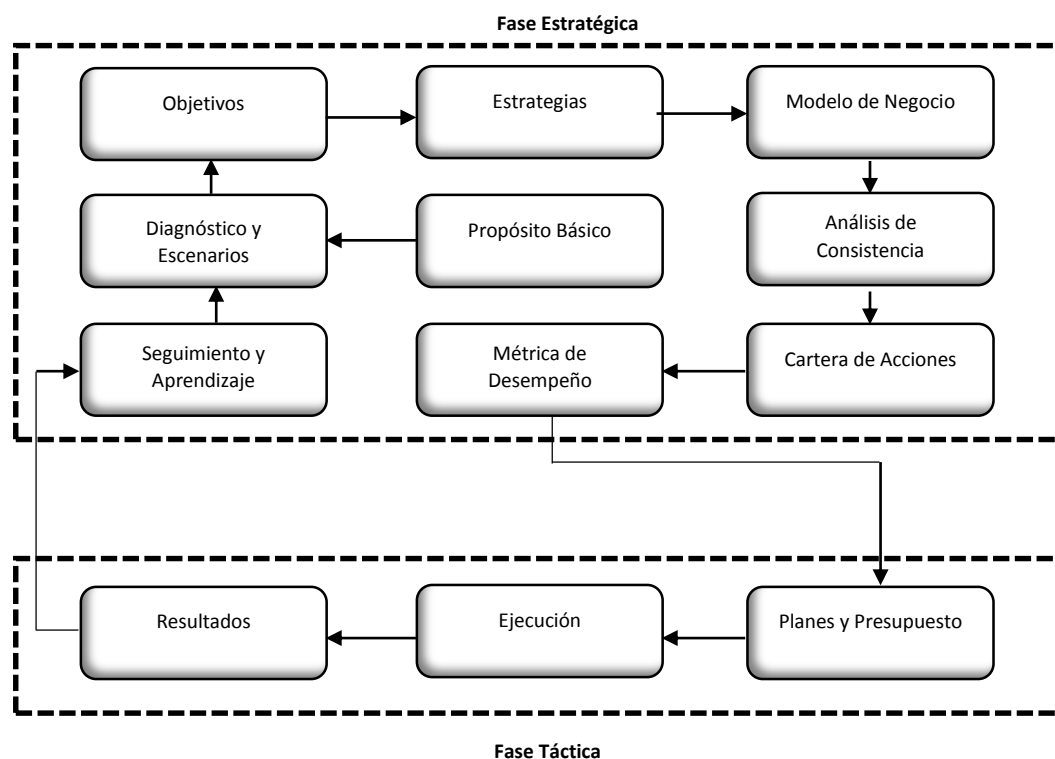 Fase Estratégica
Objetivos
Estrategias
Modelo de Negocio
Diagnóstico y
Escenarios
Propósito Básico
Análisis de
Consistencia
Seguimiento y
Aprendizaje
Métrica de
Desempeño
Cartera de Acciones
Resultados
Ejecución
Planes y Presupuesto
Fase Táctica